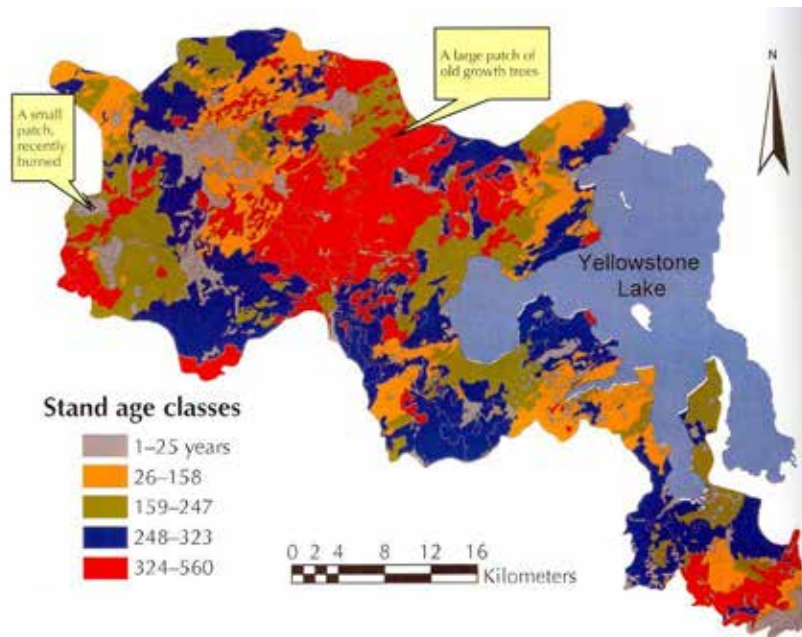 A large patch of
old growth trees
N
A small
patch,
recently
burned
Yellowstone
Lake
Stand age classes
1–25 years
26–158
159–247
248–323
324–560
0 2 4 8 12 16
Kilometers